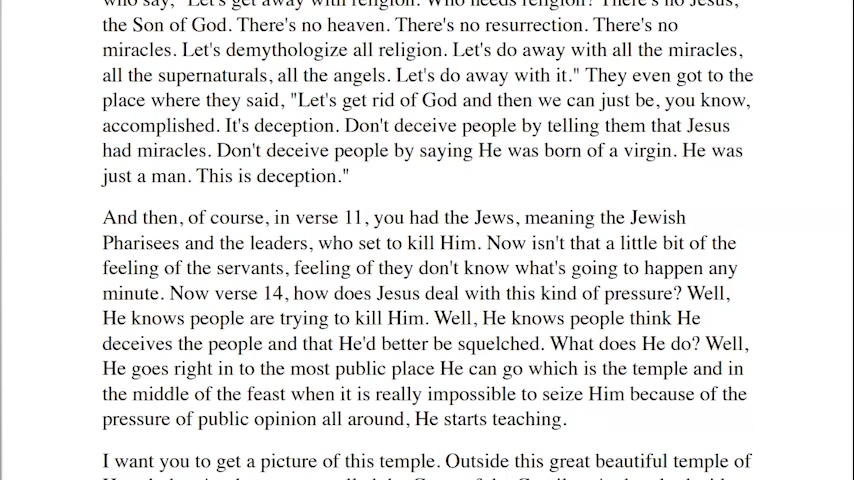 who say, "Let's get away with religion. Who needs religion? There's no Jesus,
the Son of God. There's no heaven. There's no resurrection. There's no
miracles. Let's demythologize all religion. Let's do away with all the miracles,
all the supernaturals, all the angels. Let's do away with it." They even got to the
place where they said, "Let's get rid of God and then we can just be, you know,
accomplished. It's deception. Don't deceive people by telling them that Jesus
had miracles. Don't deceive people by saying He was born of a virgin. He was
just a man. This is deception."
And then, of course, in verse 11, you had the Jews, meaning the Jewish
Pharisees and the leaders, who set to kill Him. Now isn't that a little bit of the
feeling of the servants, feeling of they don't know what's going to happen any
minute. Now verse 14, how does Jesus deal with this kind of pressure? Well,
He knows people are trying to kill Him. Well, He knows people think He
deceives the people and that He'd better be squelched. What does He do? Well,
He goes right in to the most public place He can go which is the temple and in
the middle of the feast when it is really impossible to seize Him because of the
pressure of public opinion all around, He starts teaching.
I want you to get a picture of this temple. Outside this great beautiful temple of